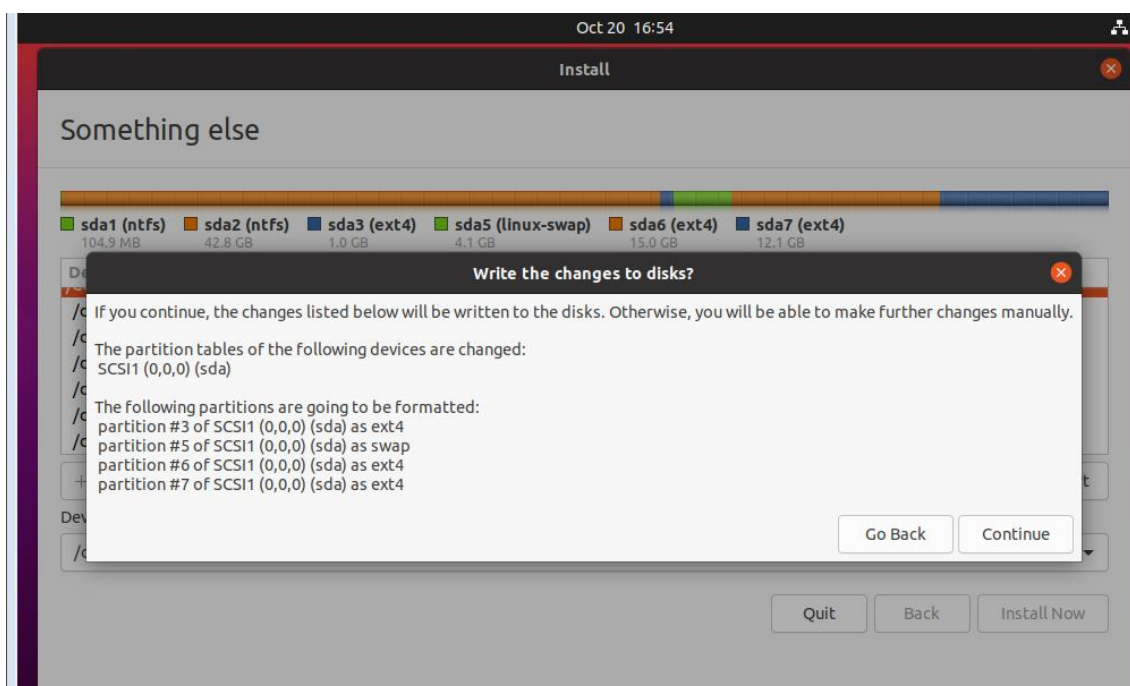 Oct 20 16:54
Install
Something else
sda1 (ntfs) sda2 (ntfs) sda3 (ext4) sda5 (linux-swap) sda6 (ext4) sda7 (ext4)
104.9 MB 42.8 GB 1.0 GB 4.1 GB 15.0 GB 12.1 GB
Write the changes to disks?
If you continue, the changes listed below will be written to the disks. Otherwise, you will be able to make further changes manually.
The partition tables of the following devices are changed:
SCSI1 (0,0,0) (sda)
The following partitions are going to be formatted:
partition #3 of SCSI1 (0,0,0) (sda) as ext4
partition #5 of SCSI1 (0,0,0) (sda) as swap
partition #6 of SCSI1 (0,0,0) (sda) as ext4
partition #7 of SCSI1 (0,0,0) (sda) as ext4
Go Back Continue
Quit Back Install Now